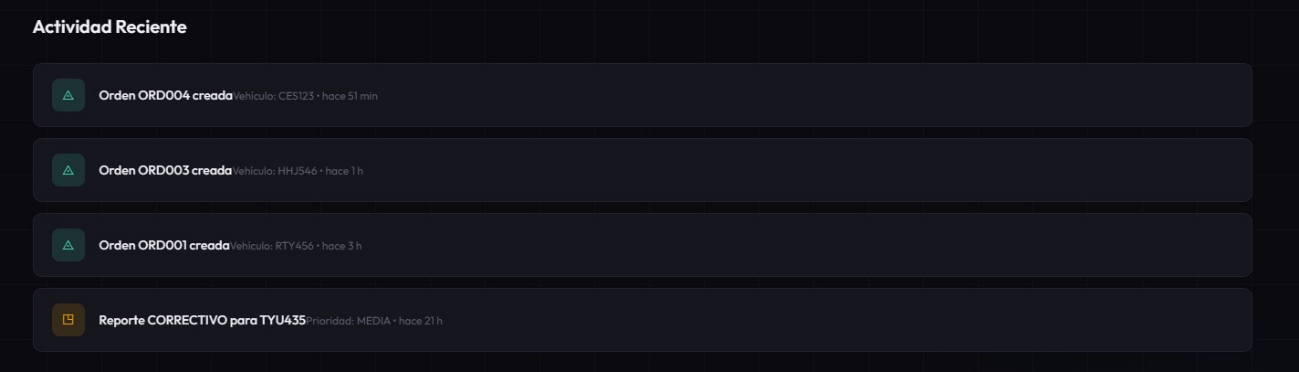 Actividad Reciente
Orden ORD004 creadaVehículo: CES123 • hace 51 min
Orden ORD003 creadaVehículo: HHJ546 • hace 1 h
Orden ORD001 creadaVehículo: RTY456 • hace 3 h
Reporte CORRECTIVO para TYU435Prioridad: MEDIA • hace 21 h